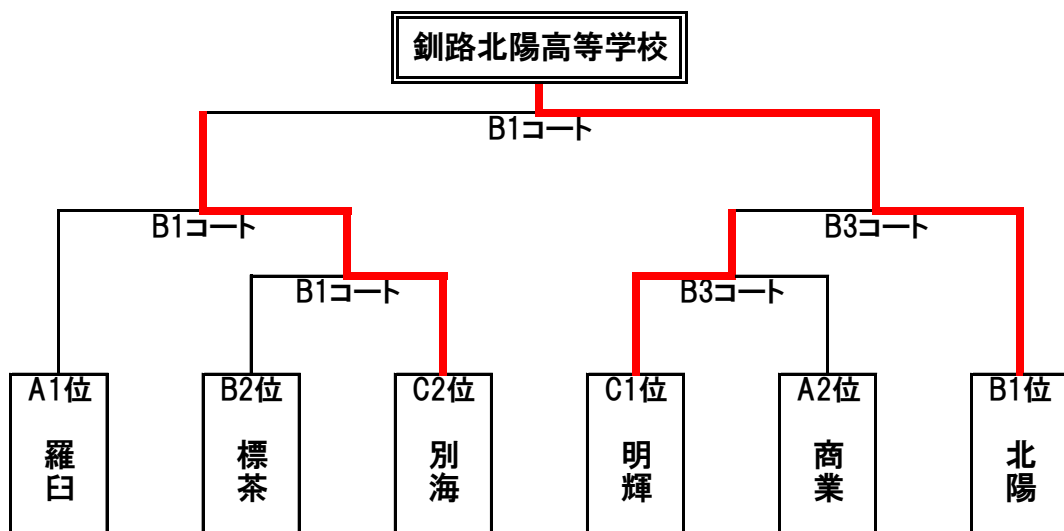 釧路北陽高等学校
B1コート
B1コート
B3コート
B1コート
B3コート
A1位
B2位
C2位
C1位
A2位
B1位
羅臼
標茶
別海
明輝
商業
北陽